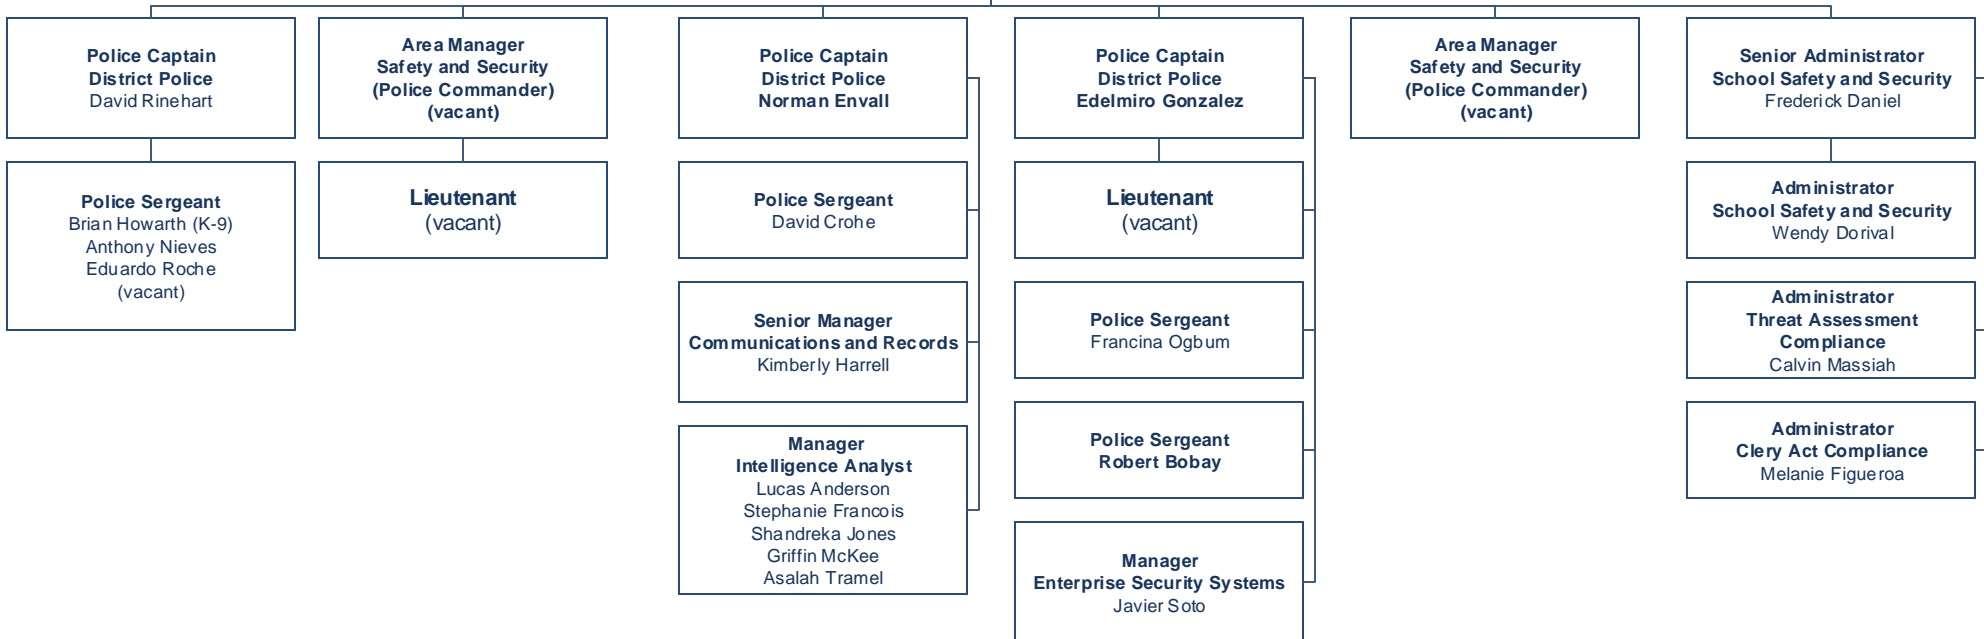 Police Captain
District Police
David Rinehart
Area Manager
Safety and Security
(Police Commander)
(vacant)
Police Captain
District Police
Norman Envall
Police Captain
District Police
Edelmiro Gonzalez
Area Manager
Safety and Security
(Police Commander)
(vacant)
Senior Administrator
School Safety and Security
Frederick Daniel
Police Sergeant
Brian Howarth (K-9)
Anthony Nieves
Eduardo Roche
(vacant)
Lieutenant
(vacant)
Police Sergeant
David Crohe
Lieutenant
(vacant)
Administrator
School Safety and Security
Wendy Dorival
Senior Manager
Communications and Records
Kimberly Harrell
Police Sergeant
Francina Ogburn
Administrator
Threat Assessment
Compliance
Calvin Massiah
Manager
Intelligence Analyst
Lucas Anderson
Stephanie Francois
Shandreka Jones
Griffin McKee
Asalah Tramel
Police Sergeant
Robert Bobay
Administrator
Clery Act Compliance
Melanie Figueroa
Manager
Enterprise Security Systems
Javier Soto